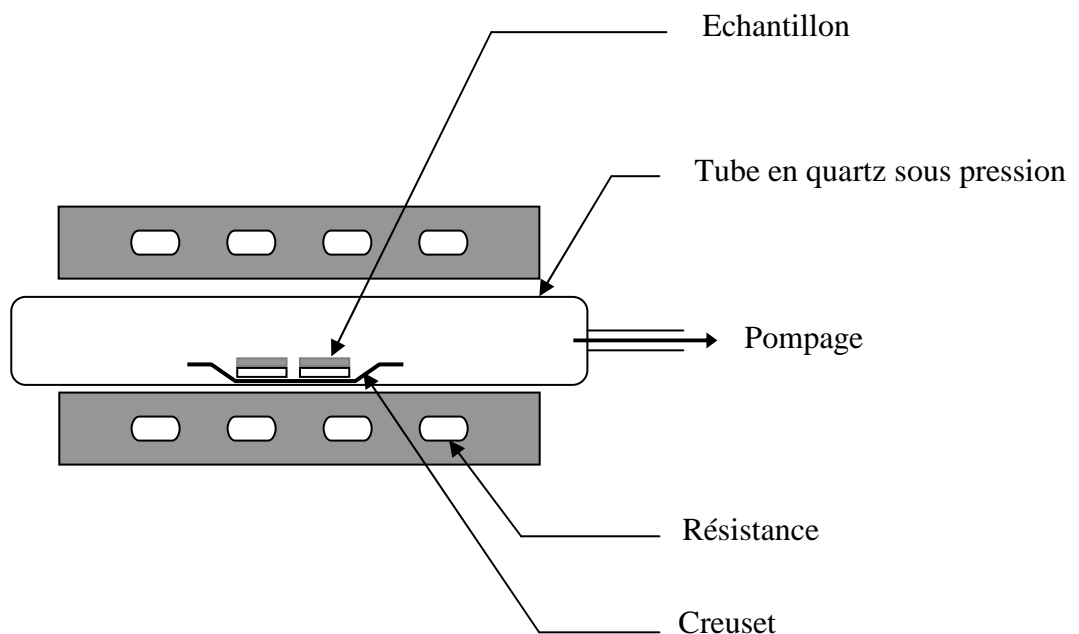 Echantillon
Tube en quartz sous pression
Pompage
Résistance
Creuset